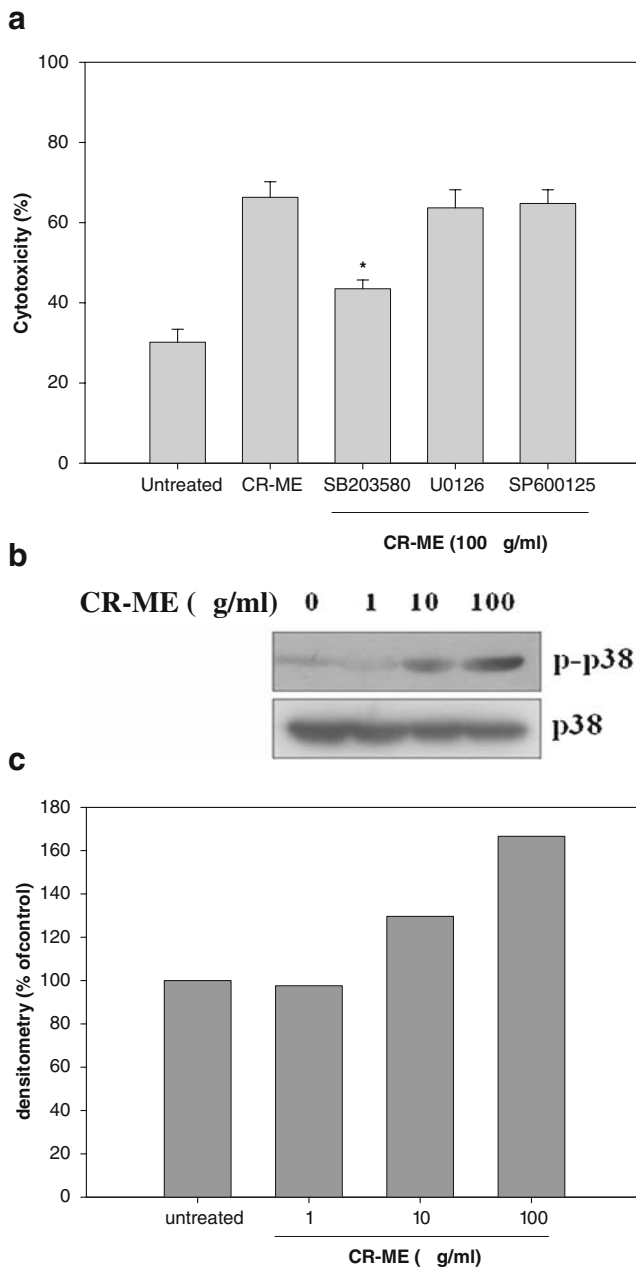 a
100
80
60
40
20
0
Cytotoxicity (%)
*
Untreated CR-ME SB203580 U0126 SP600125
CR-ME (100 g/ml)
b
CR-ME ( g/ml) 0 1 10 100
p-p38
p38
c
180
160
140
120
100
80
60
40
20
0
densitometry (% ofcontrol)
untreated 1 10 100
CR-ME ( g/ml)